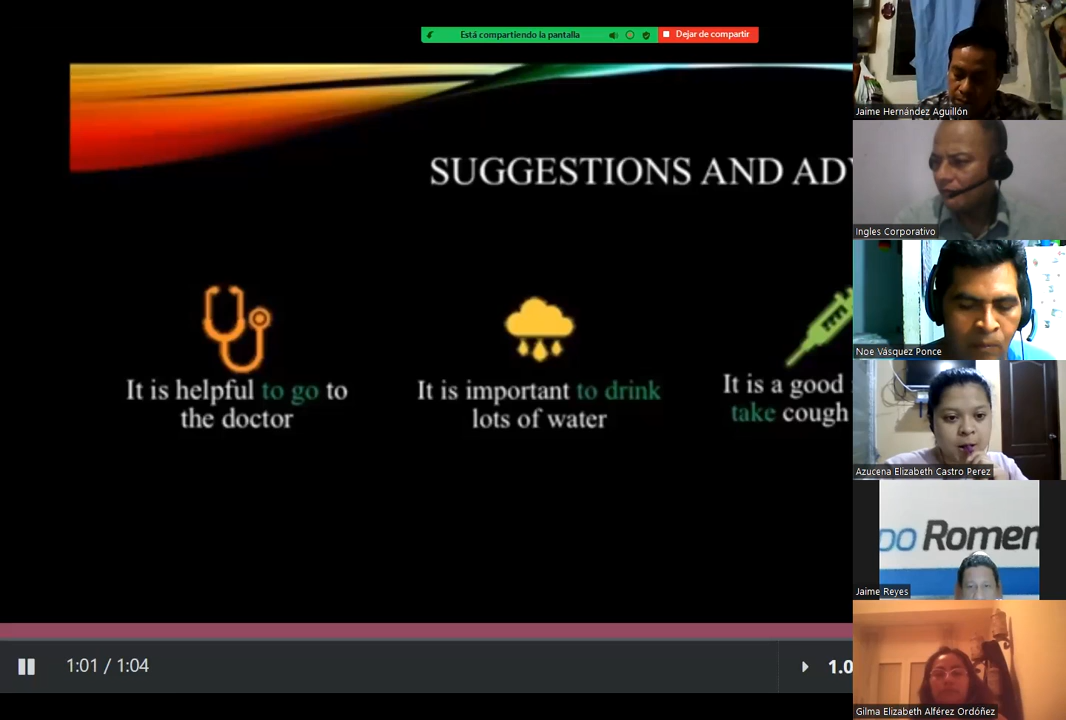 Está compartiendo la pantalla
Dejar de compartir
SUGGESTIONS AND AD
It is helpful to go to
the doctor
It is important to drink
lots of water
It is a good
take cough
1:01 / 1:04
1.0
Jaime Hernández Aguillón
Ingles Corporativo
Noe Vásquez Ponce
Azucena Elizabeth Castro Perez
po Romen
Jaime Reyes
Gilma Elizabeth Alférez Ordóñez